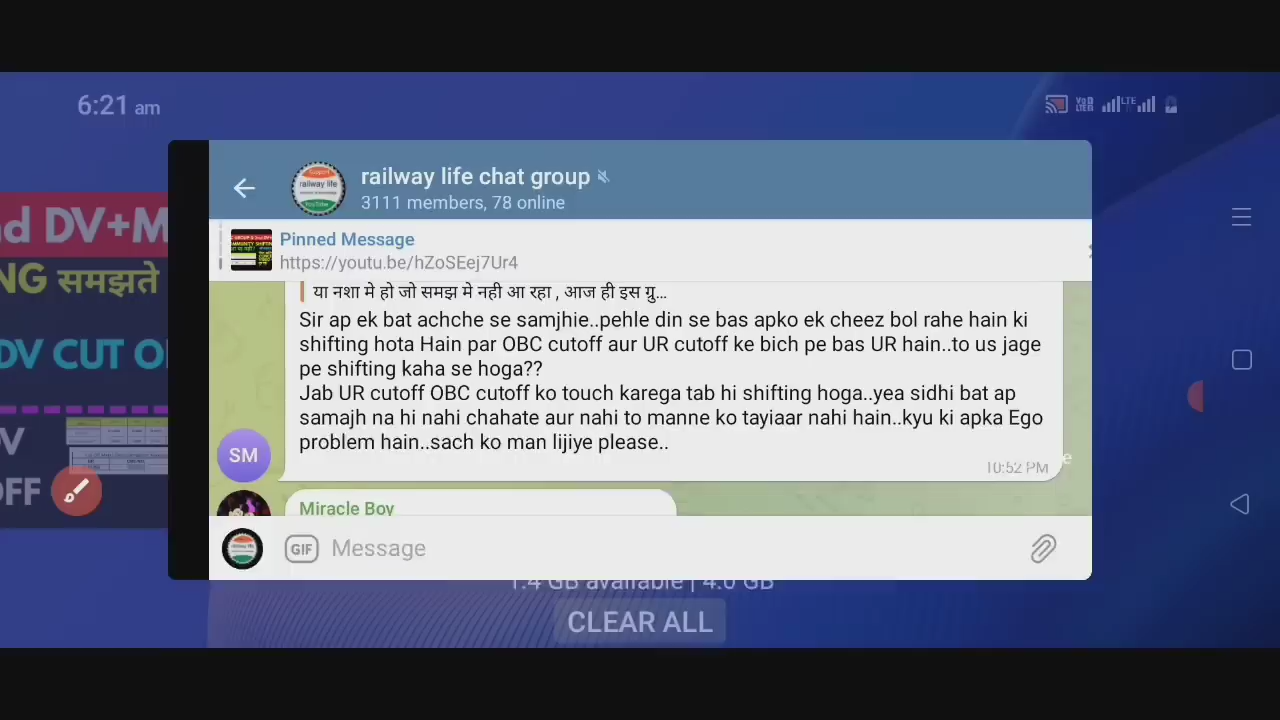 6:21 am
railway life chat group
3111 members, 78 online
Pinned Message
https://youtu.be/hZoSEej7Ur4
या नशा मे हो जो समझ मे नही आ रहा , आज ही इस ग्रु...
Sir ap ek bat achche se samjhie..pehle din se bas apko ek cheez bol rahe hain ki
shifting hota Hain par OBC cutoff aur UR cutoff ke bich pe bas UR hain..to us jage
pe shifting kaha se hoga??
Jab UR cutoff OBC cutoff ko touch karega tab hi shifting hoga..yea sidhi bat ap
samajh na hi nahi chahate aur nahi to manne ko tayiaar nahi hain..kyu ki apka Ego
problem hain..sach ko man lijiye please..
10:52 PM
SM
Miracle Boy
GIF Message
d DV+M
NG समझते
DV CUT O
V
OFF
1.4 GB available | 4.0 GB
CLEAR ALL